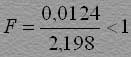 F = 0,0124 / 2,198 < 1